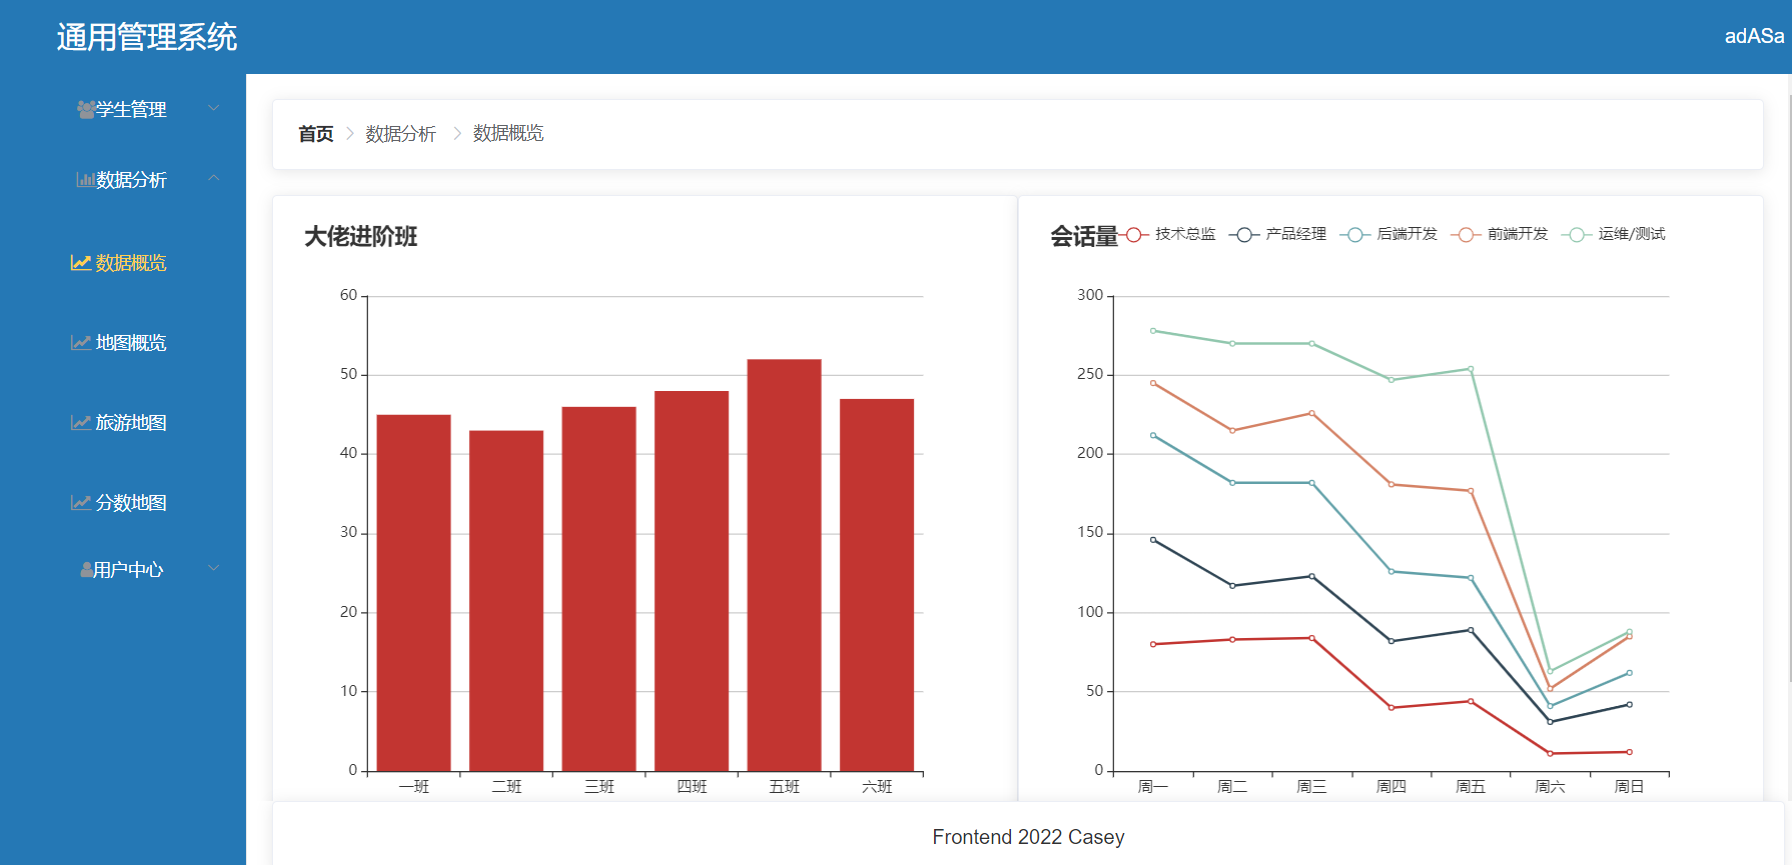 通用管理系统
adASa
学生管理
数据分析
数据概览
地图概览
旅游地图
分数地图
用户中心
首页 数据分析 数据概览
大佬进阶班
60
50
40
30
20
10
0
一班 二班 三班 四班 五班 六班
会话量 技术总监 产品经理 后端开发 前端开发 运维/测试
300
250
200
150
100
50
0
周一 周二 周三 周四 周五 周六 周日
Frontend 2022 Casey